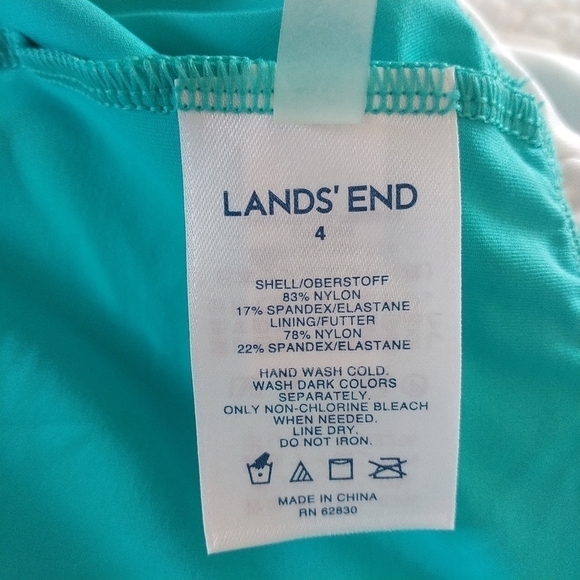 LANDS' END
4
SHELL/OBERSTOFF
83% NYLON
17% SPANDEX/ELASTANE
LINING/FUTTER
78% NYLON
22% SPANDEX/ELASTANE
HAND WASH COLD.
WASH DARK COLORS
SEPARATELY.
ONLY NON-CHLORINE BLEACH
WHEN NEEDED.
LINE DRY.
DO NOT IRON.
MADE IN CHINA
RN 62830